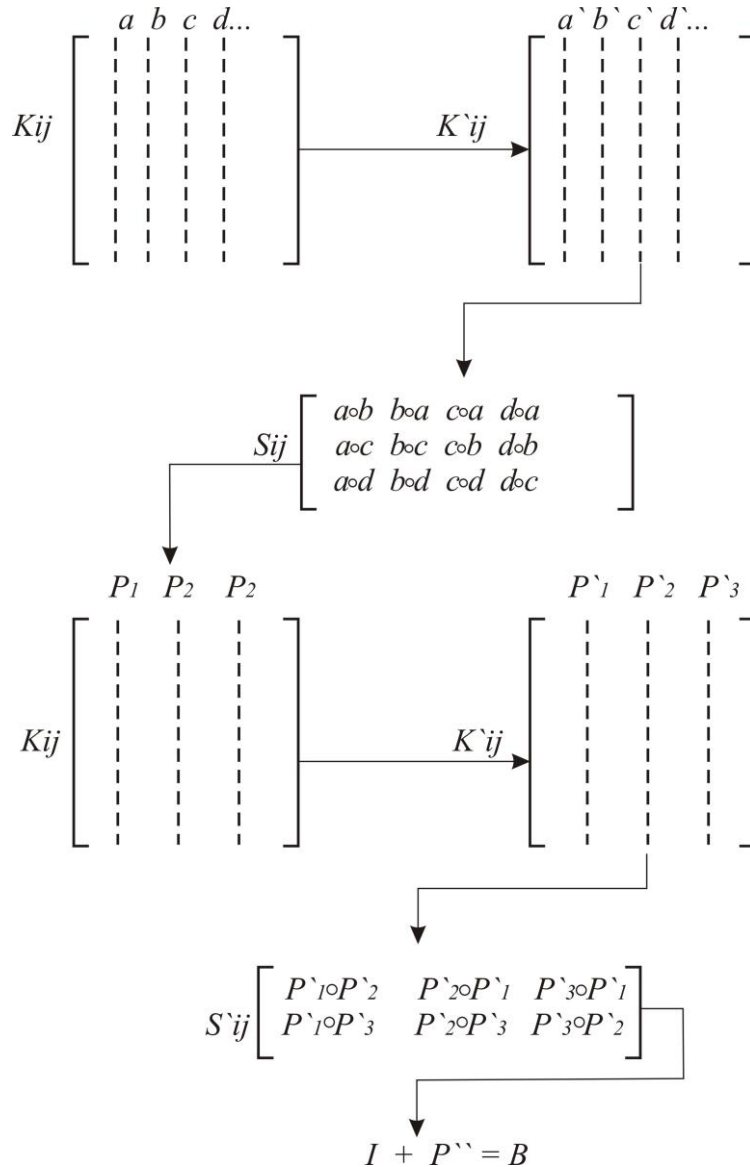 a b c d... a` b` c` d`...
Kij K`ij
a∘b b∘a c∘a d∘a
Sij a∘c b∘c c∘b d∘b
a∘d b∘d c∘d d∘c
P1 P2 P2 P`1 P`2 P`3
Kij K`ij
P`1∘P`2 P`2∘P`1 P`3∘P`1
S`ij P`1∘P`3 P`2∘P`3 P`3∘P`2
I + P`` = B